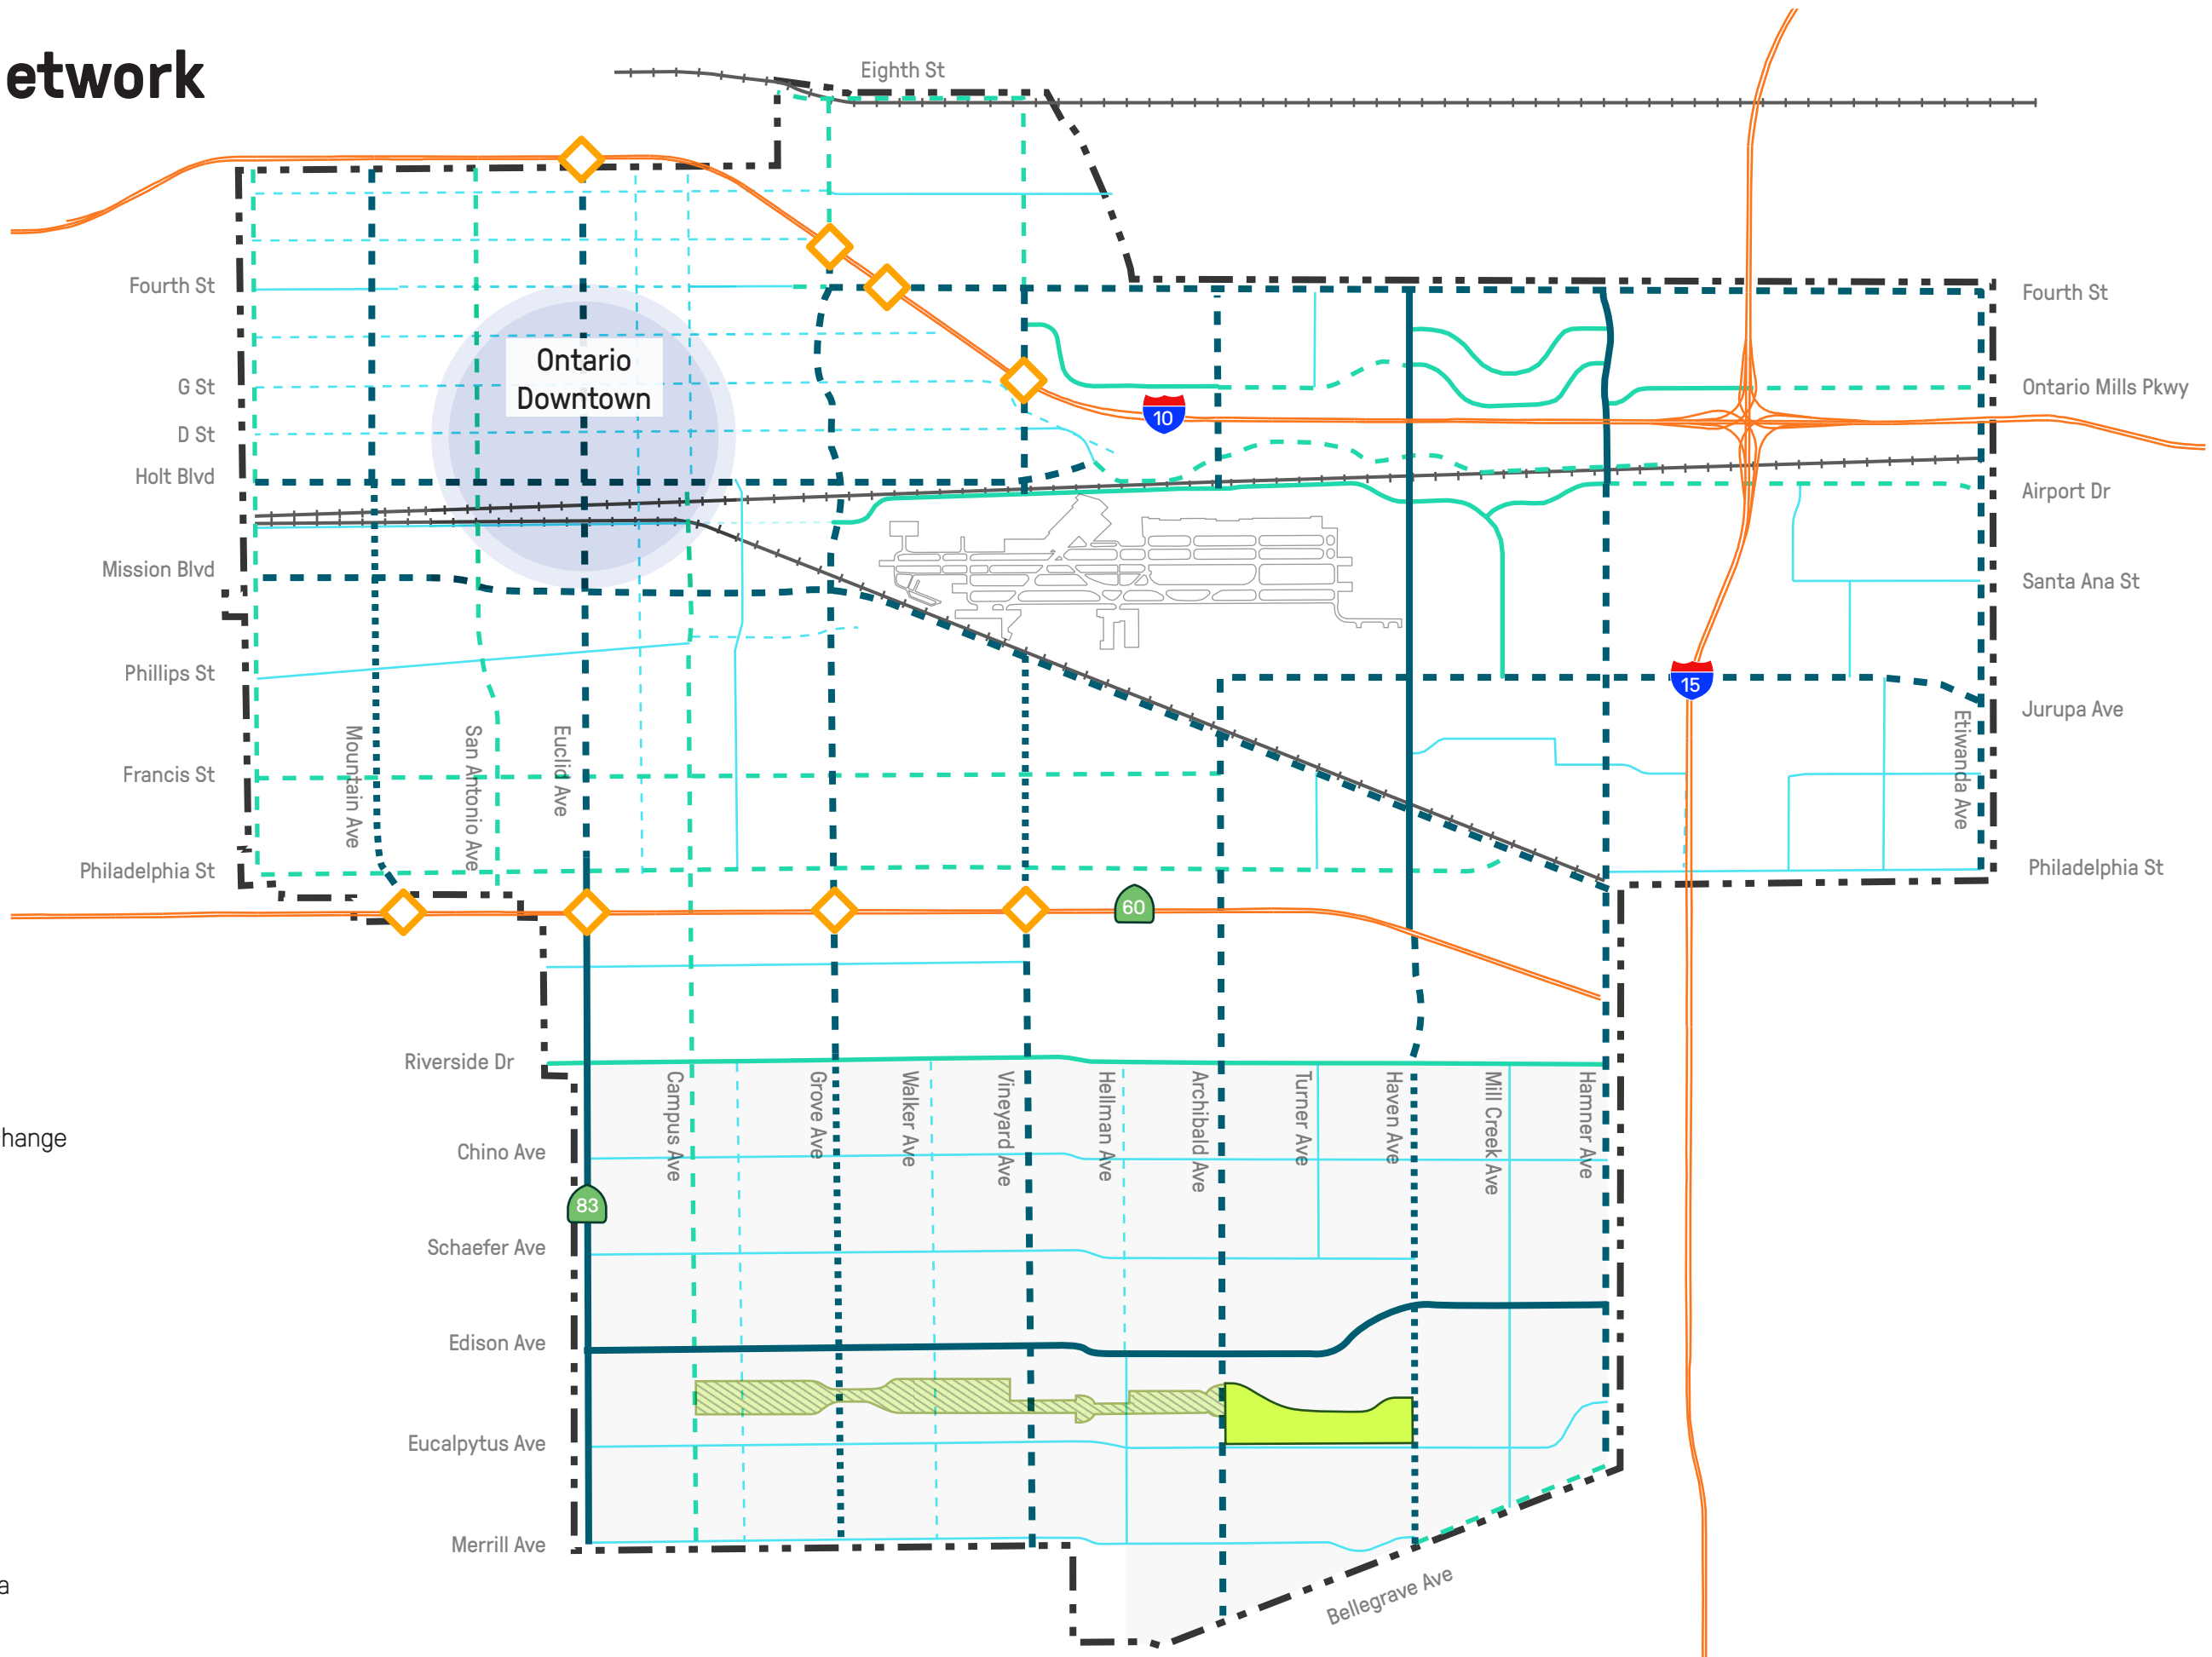 etwork
Eighth St
Fourth St
Fourth St
Ontario
Downtown
G St
Ontario Mills Pkwy
10
D St
Holt Blvd
Airport Dr
Mission Blvd
Santa Ana St
Phillips St
15
Jurupa Ave
Mountain Ave
San Antonio Ave
Euclid Ave
Etiwanda Ave
Francis St
Philadelphia St
Philadelphia St
60
Riverside Dr
Campus Ave
Grove Ave
Walker Ave
Vineyard Ave
Hellman Ave
Archibald Ave
Turner Ave
Haven Ave
Mill Creek Ave
Hamner Ave
hange
Chino Ave
83
Schaefer Ave
Edison Ave
Eucalpytus Ave
Merrill Ave
a
Bellegrave Ave